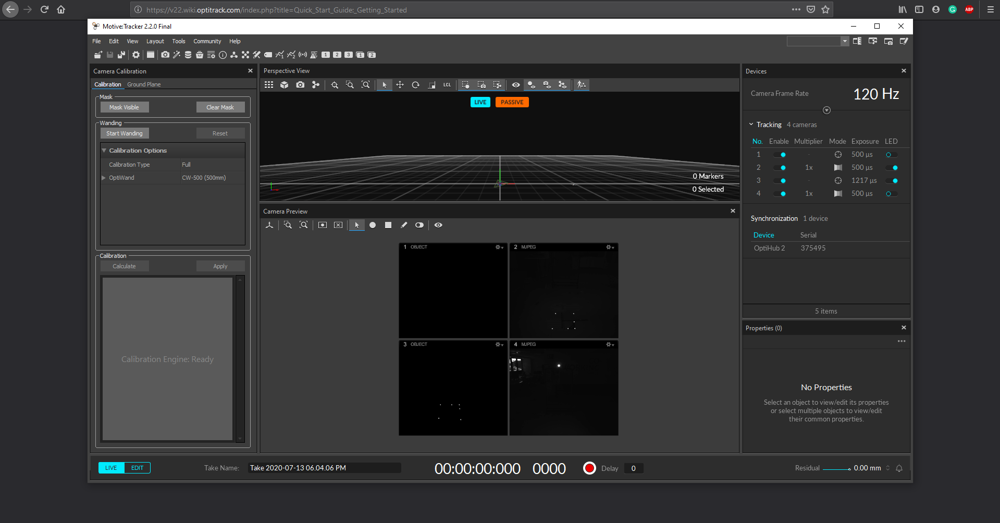 https://v22.wiki.optitrack.com/index.php?title=Quick_Start_Guide:_Getting_Started
ABP
Motive:Tracker 2.2.0 Final
File Edit View Layout Tools Community Help
1 2 3 1 2
Camera Calibration
Calibration Ground Plane
Mask
Mask Visible Clear Mask
Wanding
Start Wanding Reset
Calibration Options
Calibration Type Full
OptiWand CW-500 (500mm)
Calibration
Calculate Apply
Calibration Engine: Ready
Perspective View
LCL
LIVE PASSIVE
0 Markers
0 Selected
Camera Preview
1 OBJECT
2 MJPEG
3 OBJECT
4 MJPEG
Devices
Camera Frame Rate 120 Hz
Tracking 4 cameras
No. Enable Multiplier Mode Exposure LED
1 - 500 µs
2 1x 500 µs
3 - 1217 µs
4 1x 500 µs
Synchronization 1 device
Device Serial
OptiHub 2 375495
5 items
Properties (0)
No Properties
Select an object to view/edit its properties
or select multiple objects to view/edit
their common properties.
LIVE EDIT
Take Name: Take 2020-07-13 06.04.06 PM
00:00:00:000 0000
Delay 0
Residual 0.00 mm